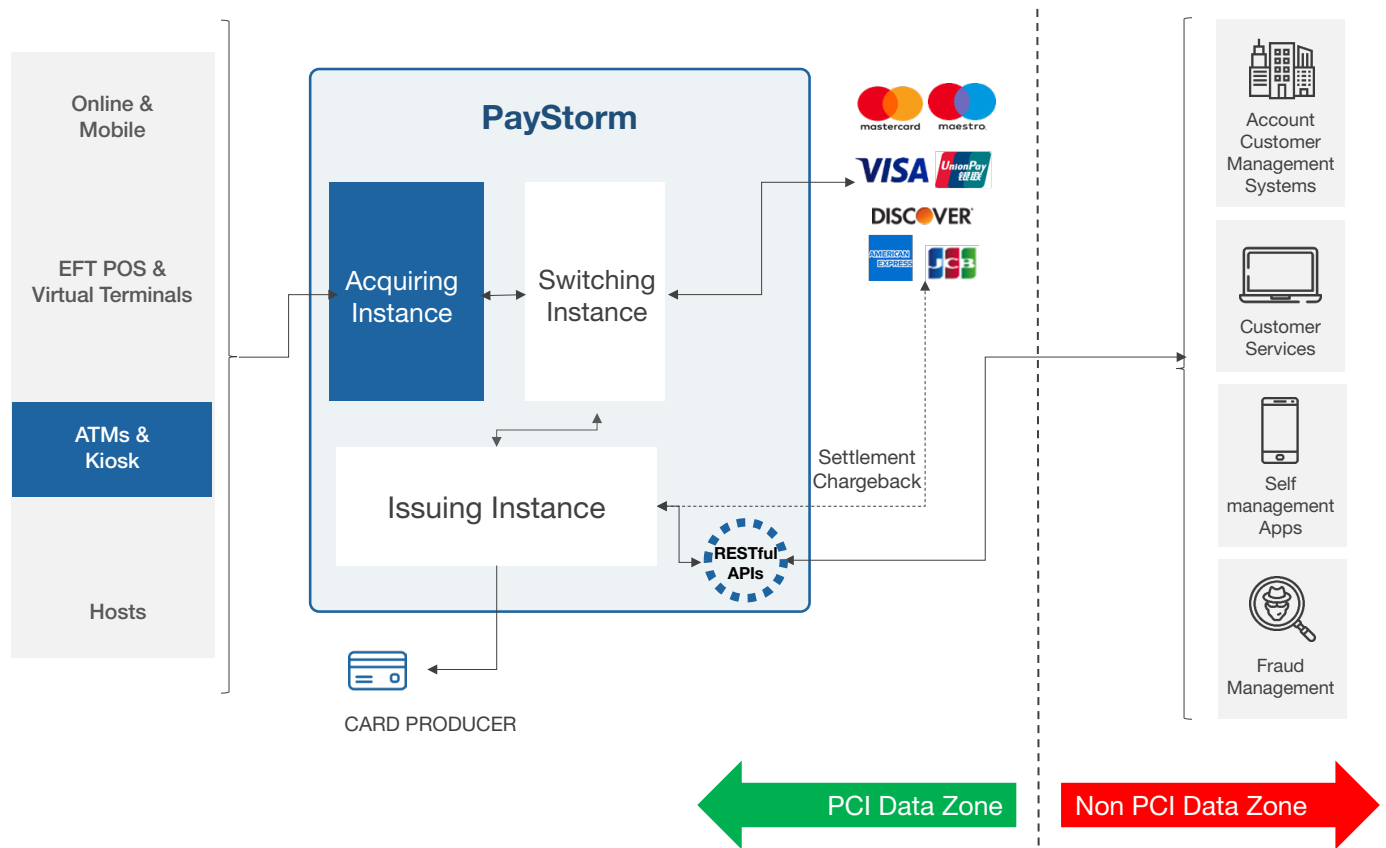 Online &
Mobile
EFT POS &
Virtual Terminals
ATMs &
Kiosk
Hosts
PayStorm
Acquiring
Instance
Switching
Instance
Issuing Instance
RESTful
APIs
CARD PRODUCER
mastercard
maestro.
VISA
UnionPay
银联
DISCOVER
AMERICAN
EXPRESS
JCB
Settlement
Chargeback
Account
Customer
Management
Systems
Customer
Services
Self
management
Apps
Fraud
Management
PCI Data Zone
Non PCI Data Zone